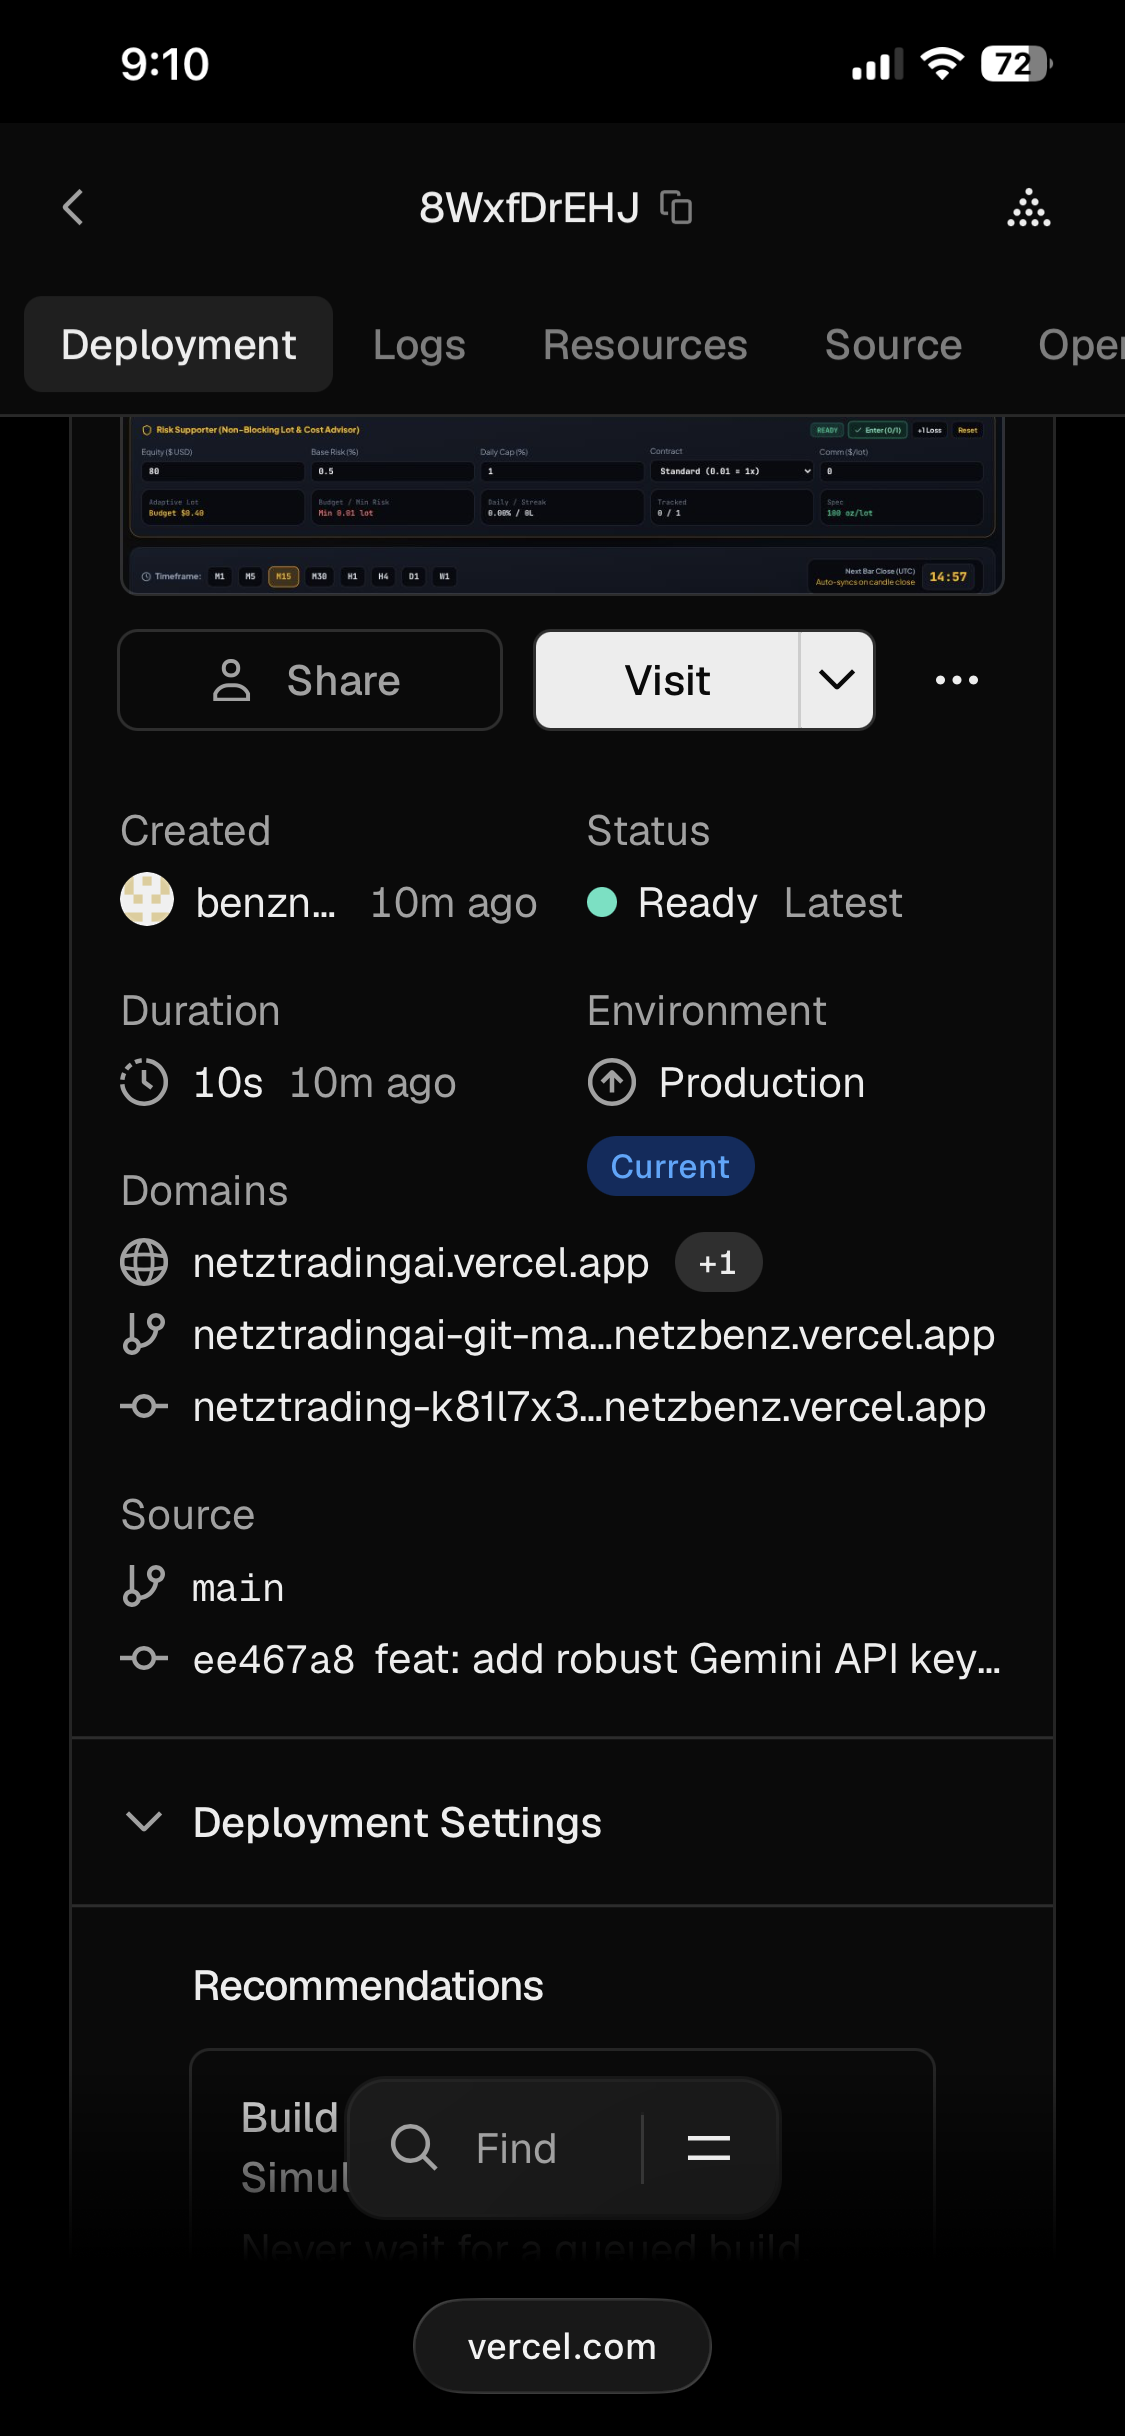 9:10
72
8WxfDrEHJ
Deployment Logs Resources Source Oper
Risk Supporter (Non-Blocking Lot & Cost Advisor) READY ✓ Enter (0/1) +1 Loss Reset
Equity ($ USD) Base Risk (%) Daily Cap (%) Contract Comm ($/lot)
80 0.5 1 Standard (0.01 = 1x) 0
Adaptive Lot Budget / Min Risk Daily / Streak Tracked Spec
Budget $0.40 Min 0.01 lot 0.00% / 0L 0 / 1 100 oz/lot
Timeframe: M1 M5 M15 M30 H1 H4 D1 W1
Next Bar Close (UTC)
Auto-syncs on candle close 14:57
Share Visit
Created Status
benzn... 10m ago Ready Latest
Duration Environment
10s 10m ago Production
Current
Domains
netztradingai.vercel.app +1
netztradingai-git-ma...netzbenz.vercel.app
netztrading-k81l7x3...netzbenz.vercel.app
Source
main
ee467a8 feat: add robust Gemini API key...
Deployment Settings
Recommendations
Build
Simul
Find
Never wait for a queued build
vercel.com